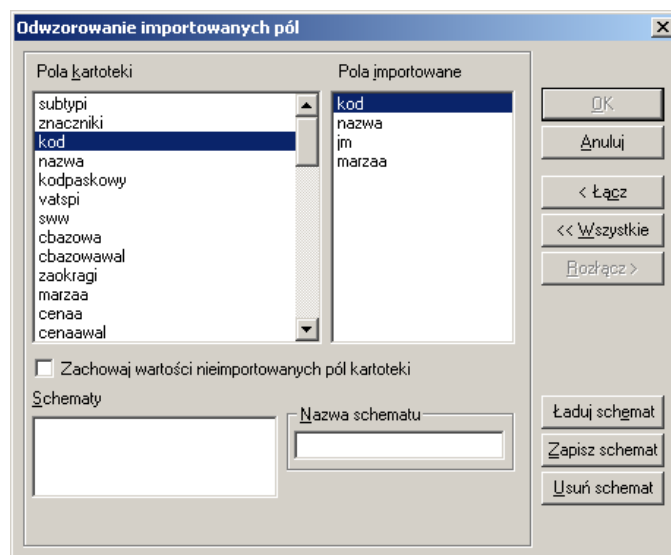 Odwzorowanie importowanych pól
Pola kartoteki
Pola importowane
subtypi
znaczniki
kod
nazwa
kodpaskowy
vatspi
sww
cbazowa
cbazowawal
zaokragi
marzaa
cenaa
cenaawal
kod
nazwa
jm
marzaa
OK
Anuluj
< Łącz
<< Wszystkie
Rozłącz >
Zachowaj wartości nieimportowanych pól kartoteki
Schematy
Nazwa schematu
Ładuj schemat
Zapisz schemat
Usuń schemat